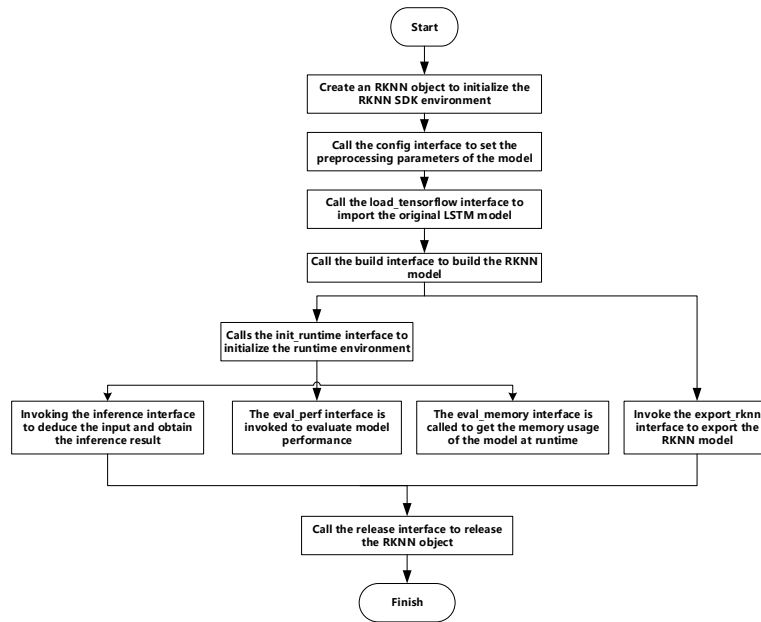 Start
Create an RKNN object to initialize the
RKNN SDK environment
Call the config interface to set the
preprocessing parameters of the model
Call the load_tensorflow interface to
import the original LSTM model
Call the build interface to build the RKNN
model
Calls the init_runtime interface to
initialize the runtime environment
Invoking the inference interface
to deduce the input and obtain
the inference result
The eval_perf interface is
invoked to evaluate model
performance
The eval_memory interface is
called to get the memory usage
of the model at runtime
Invoke the export_rknn
interface to export the
RKNN model
Call the release interface to release
the RKNN object
Finish